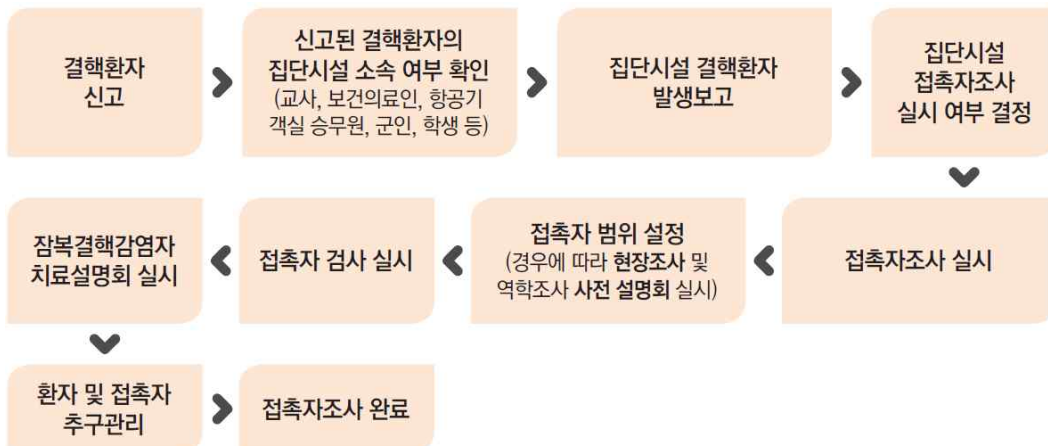 결핵환자
신고
신고된 결핵환자의
집단시설 소속 여부 확인
(교사, 보건의료인, 항공기
객실 승무원, 군인, 학생 등)
집단시설 결핵환자
발생보고
집단시설
접촉자조사
실시 여부 결정
접촉자조사 실시
접촉자 범위 설정
(경우에 따라 현장조사 및
역학조사 사전 설명회 실시)
접촉자 검사 실시
잠복결핵감염자
치료설명회 실시
환자 및 접촉자
추구관리
접촉자조사 완료